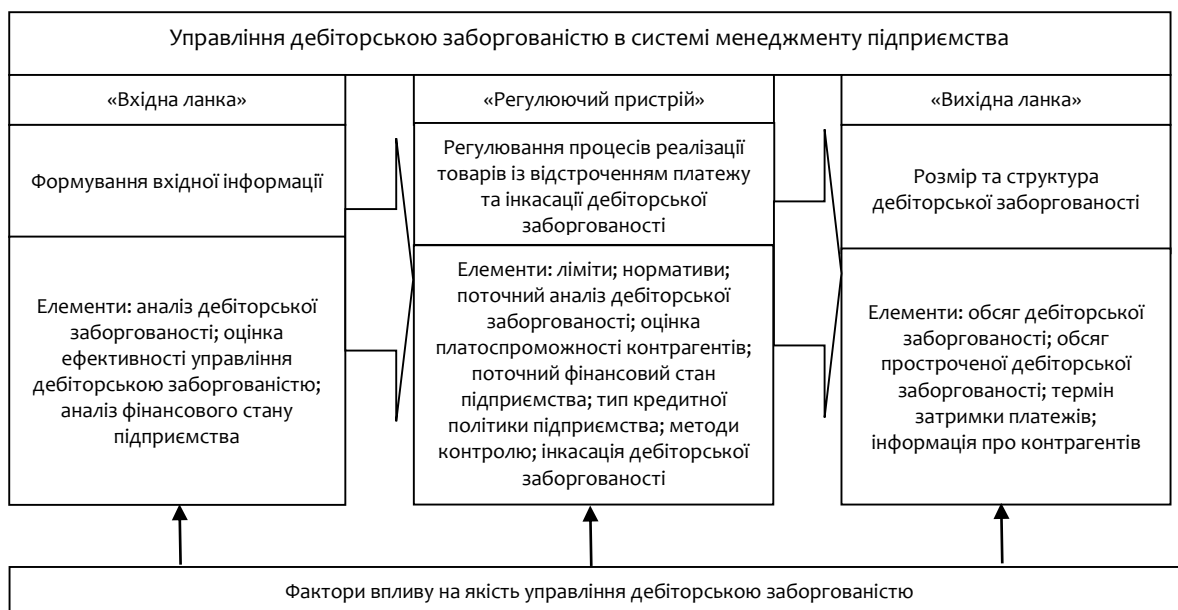 Управління дебіторською заборгованістю в системі менеджменту підприємства
«Вхідна ланка»
Формування вхідної інформації
Елементи: аналіз дебіторської
заборгованості; оцінка
ефективності управління
дебіторською заборгованістю;
аналіз фінансового стану
підприємства
«Регулюючий пристрій»
Регулювання процесів реалізації
товарів із відстроченням платежу
та інкасації дебіторської
заборгованості
Елементи: ліміти; нормативи;
поточний аналіз дебіторської
заборгованості; оцінка
платоспроможності контрагентів;
поточний фінансовий стан
підприємства; тип кредитної
політики підприємства; методи
контролю; інкасація дебіторської
заборгованості
«Вихідна ланка»
Розмір та структура
дебіторської заборгованості
Елементи: обсяг дебіторської
заборгованості; обсяг
простроченої дебіторської
заборгованості; термін
затримки платежів;
інформація про контрагентів
Фактори впливу на якість управління дебіторською заборгованістю